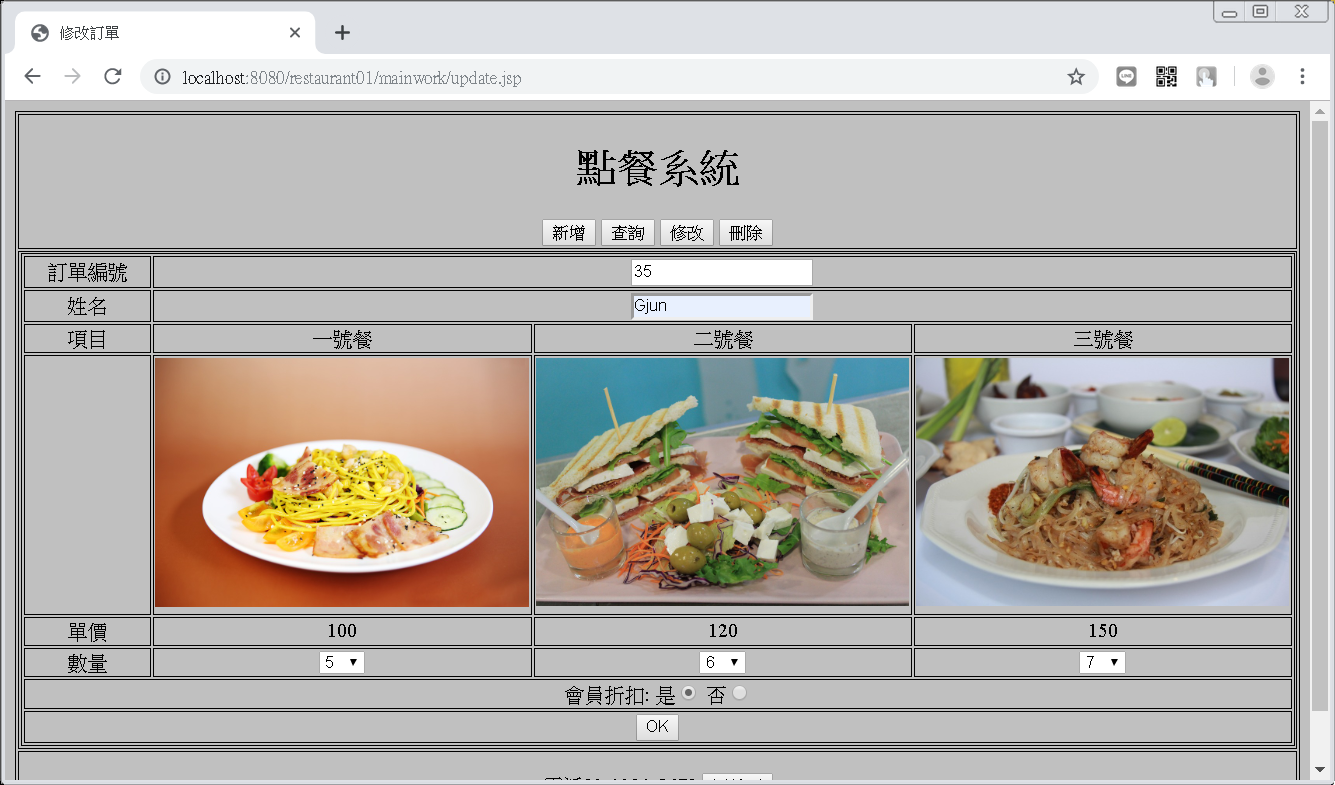 修改訂單
localhost:8080/restaurant01/mainwork/update.jsp
點餐系統
新增 查詢 修改 刪除
訂單編號 35
姓名 Gjun
項目 一號餐 二號餐 三號餐
單價 100 120 150
數量 5 6 7
會員折扣: 是 否
OK